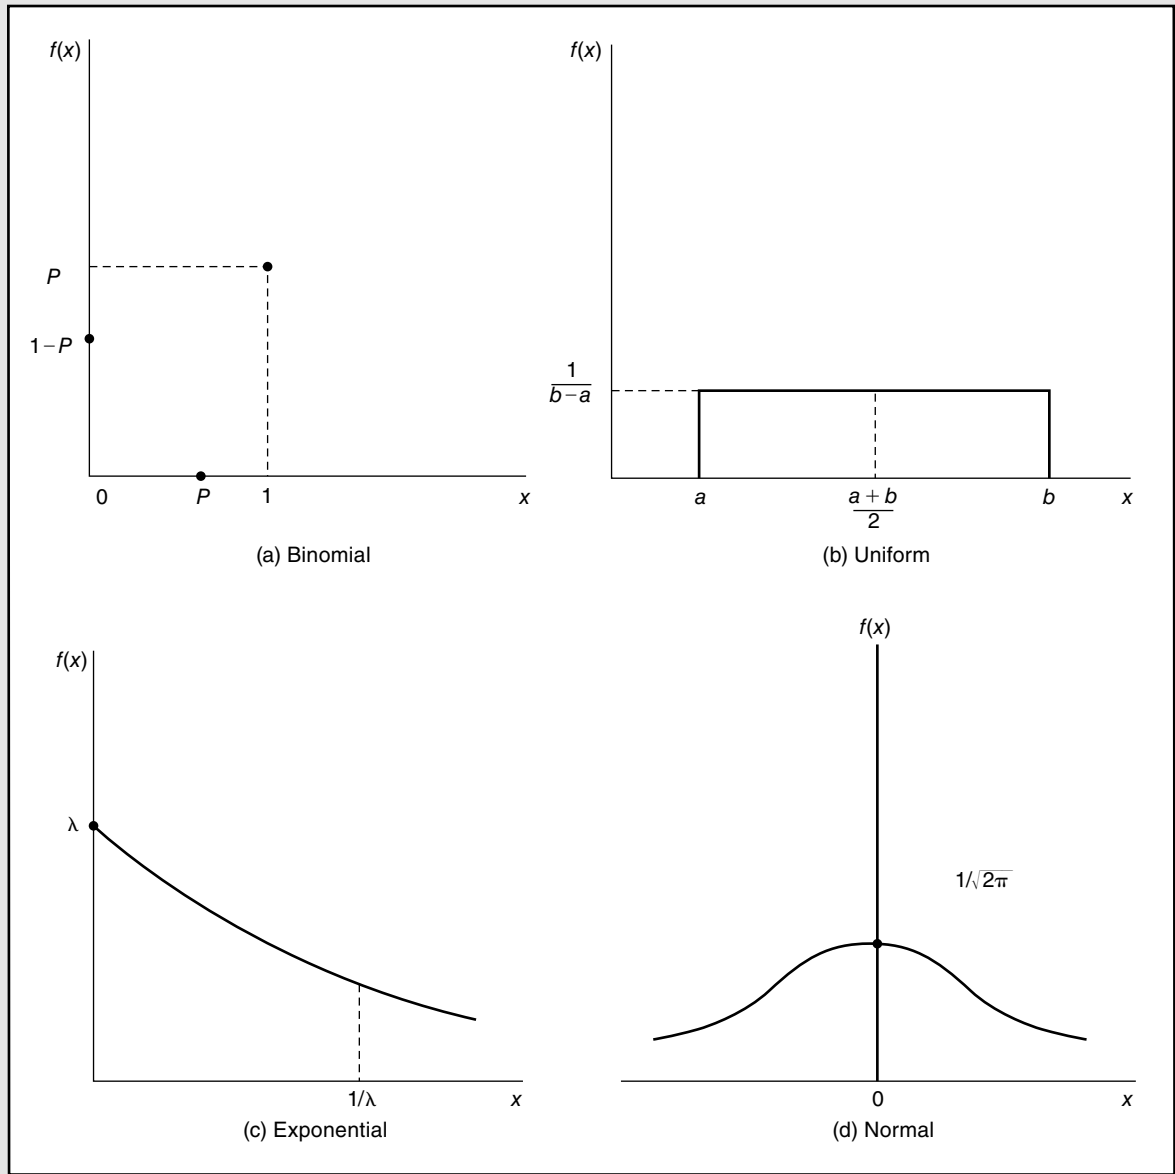 f(x)
P
1−P
0 P 1 x
(a) Binomial
f(x)
1
b−a
a a + b b x
2
(b) Uniform
f(x)
λ
1/λ x
(c) Exponential
f(x)
1/√2π
0 x
(d) Normal